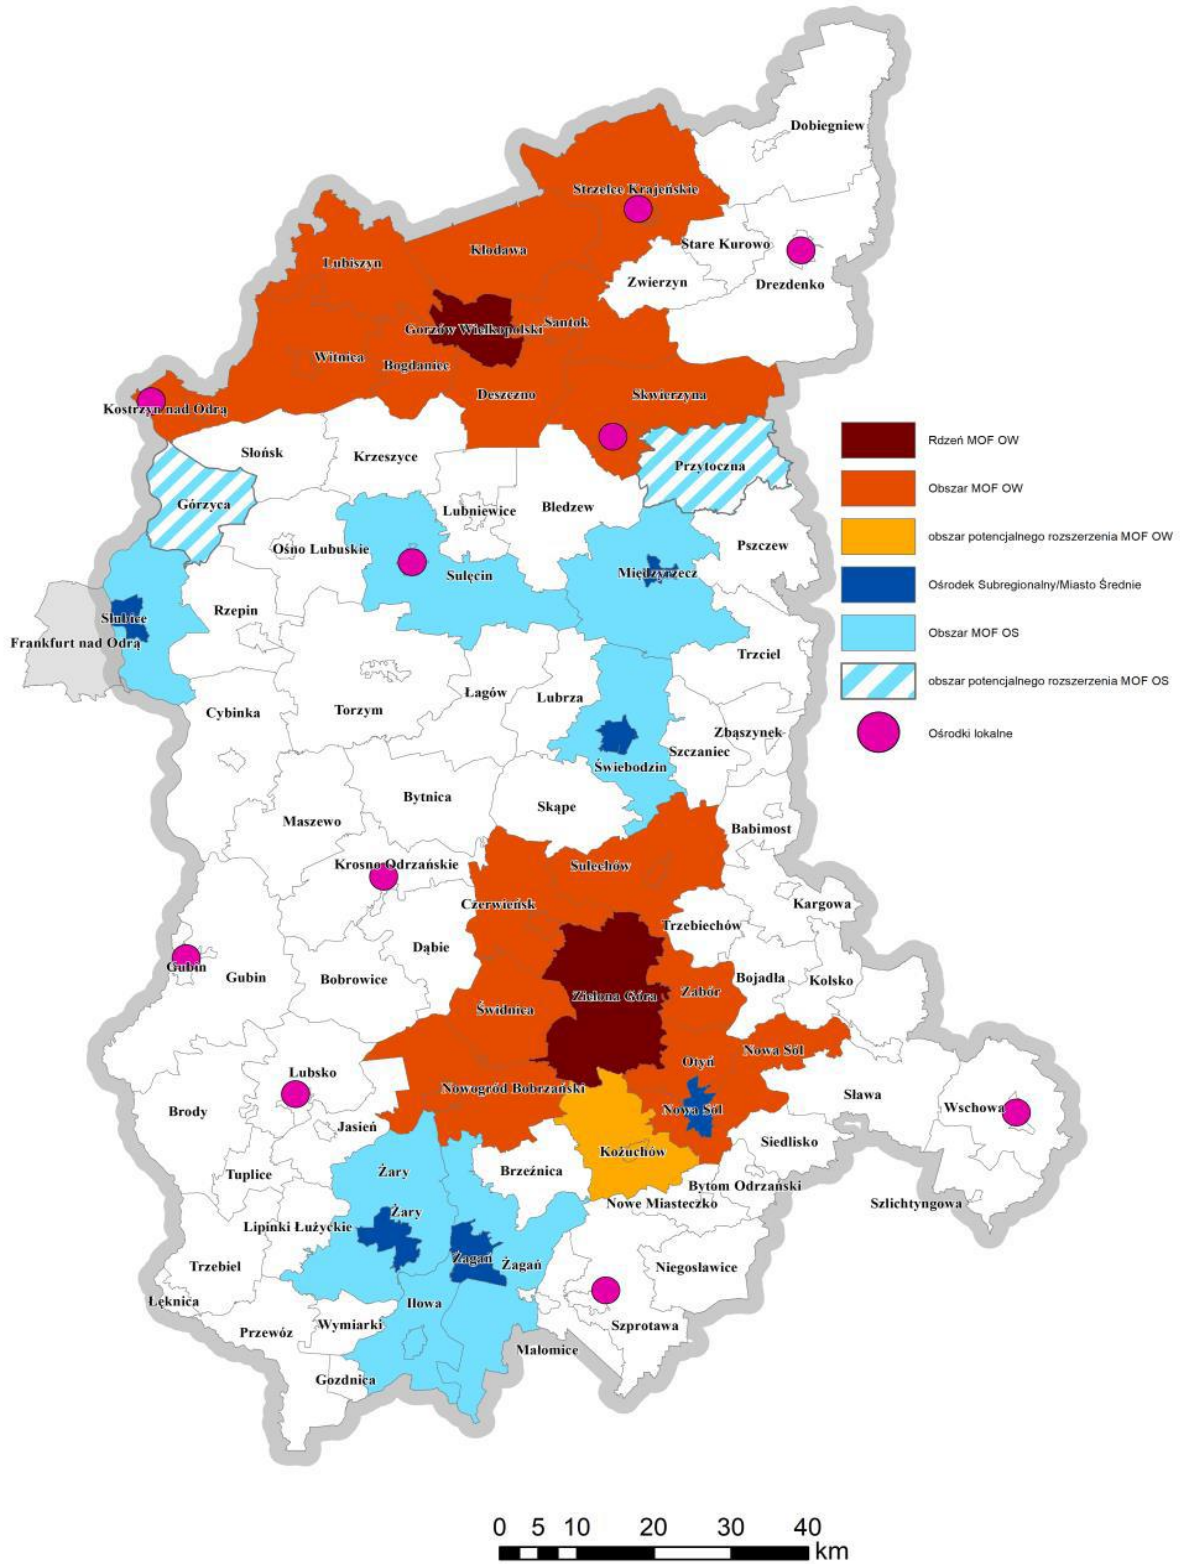 Dobiegniew
Strzelce Krajeńskie
Stare Kurowo
Kłodawa
Lubiszyn
Zwierzyn
Drezdenko
Santok
Gorzów Wielkopolski
Witnica
Bogdaniec
Deszczno
Skwierzyna
Kostrzyn nad Odrą
Rdzeń MOF OW
Słońsk
Krzeszyce
Przytoczna
Obszar MOF OW
Górzyca
Lubniewice
Bledzew
obszar potencjalnego rozszerzenia MOF OW
Ośno Lubuskie
Pszczew
Sulęcin
Międzyrzecz
Ośrodek Subregionalny/Miasto Średnie
Rzepin
Słubice
Frankfurt nad Odrą
Obszar MOF OS
Trzciel
obszar potencjalnego rozszerzenia MOF OS
Łagów
Lubrza
Cybinka
Torzym
Zbąszynek
Ośrodki lokalne
Szczaniec
Świebodzin
Bytnica
Skąpe
Maszewo
Babimost
Krosno Odrzańskie
Sulechów
Czerwieńsk
Kargowa
Trzebiechów
Dąbie
Gubin
Gubin
Bobrowice
Bojadła
Kolsko
Zielona Góra
Zabór
Świdnica
Nowa Sól
Otyń
Lubsko
Nowogród Bobrzański
Sława
Brody
Nowa Sól
Wschowa
Jasień
Siedlisko
Kożuchów
Tuplice
Żary
Brzeźnica
Bytom Odrzański
Nowe Miasteczko
Szlichtyngowa
Żary
Lipinki Łużyckie
Żagań
Żagań
Trzebiel
Niegosławice
Łęknica
Iłowa
Przewóz
Wymiarki
Szprotawa
Małomice
Gozdnica
0 5 10 20 30 40
km